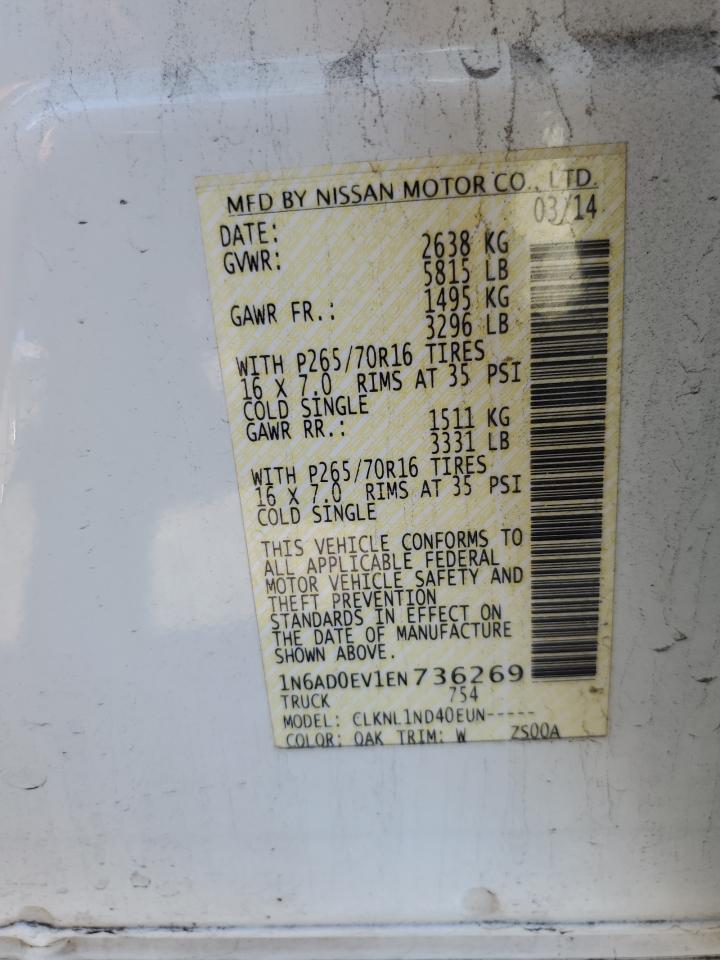 MFD BY NISSAN MOTOR CO., LTD.
DATE: 03/14
GVWR: 2638 KG
5815 LB
GAWR FR.: 1495 KG
3296 LB
WITH P265/70R16 TIRES
16 X 7.0 RIMS AT 35 PSI
COLD SINGLE
GAWR RR.: 1511 KG
3331 LB
WITH P265/70R16 TIRES
16 X 7.0 RIMS AT 35 PSI
COLD SINGLE
THIS VEHICLE CONFORMS TO
ALL APPLICABLE FEDERAL
MOTOR VEHICLE SAFETY AND
THEFT PREVENTION
STANDARDS IN EFFECT ON
THE DATE OF MANUFACTURE
SHOWN ABOVE.
1N6AD0EV1EN 736269
TRUCK 754
MODEL: CLKNL1ND40EUN-----
COLOR: QAK TRIM: W ZS00A